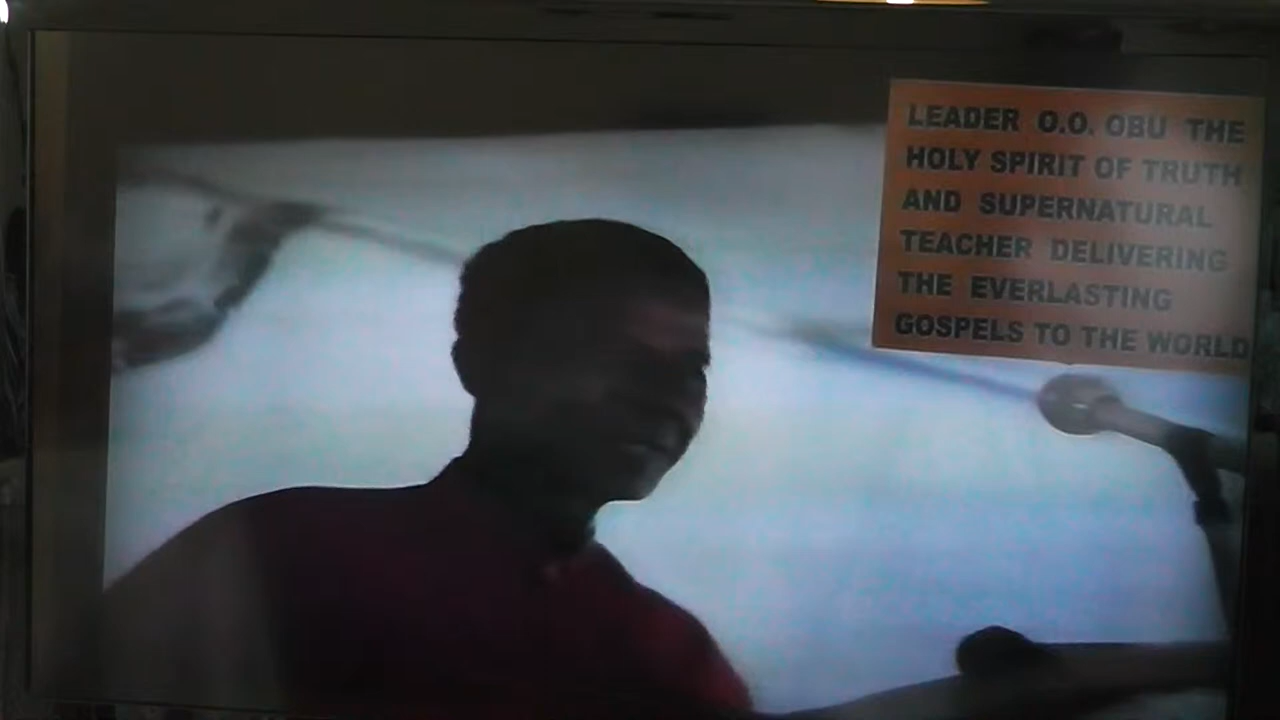 LEADER O.O. OBU THE
HOLY SPIRIT OF TRUTH
AND SUPERNATURAL
TEACHER DELIVERING
THE EVERLASTING
GOSPELS TO THE WORLD